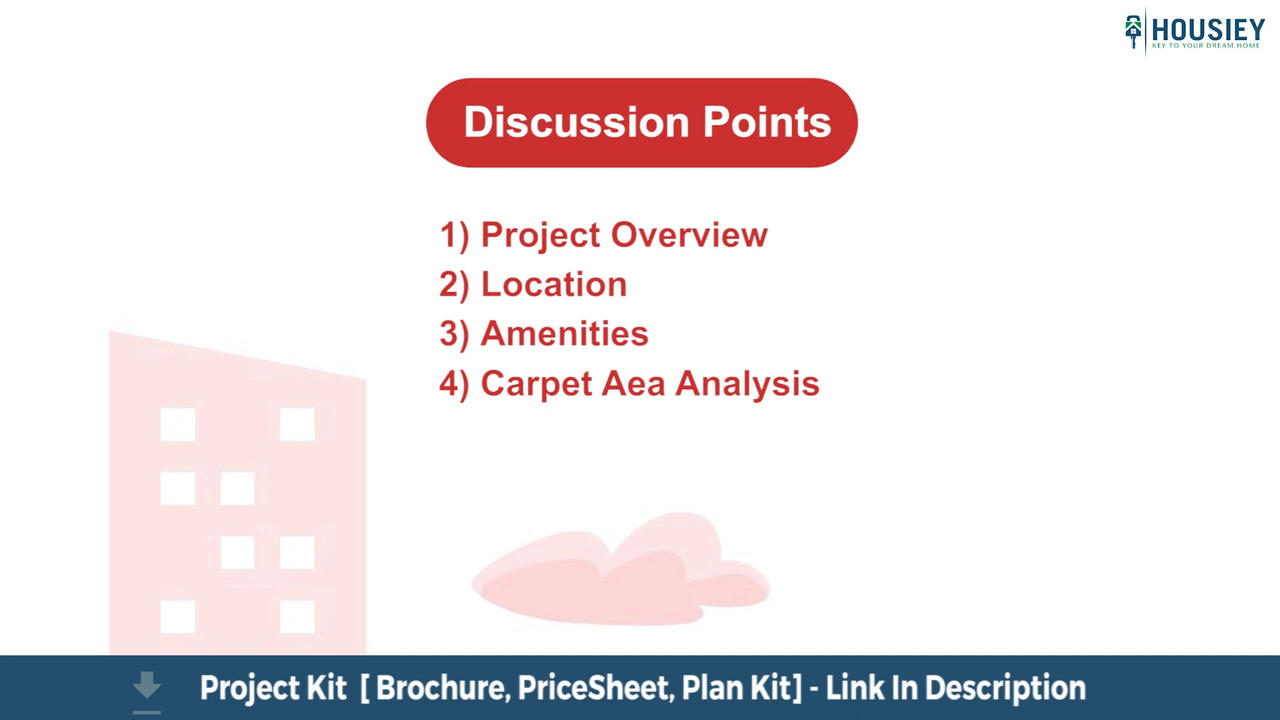 HOUSIEY
KEY TO YOUR DREAM HOME
Discussion Points
1) Project Overview
2) Location
3) Amenities
4) Carpet Aea Analysis
Project Kit [ Brochure, PriceSheet, Plan Kit] - Link In Description